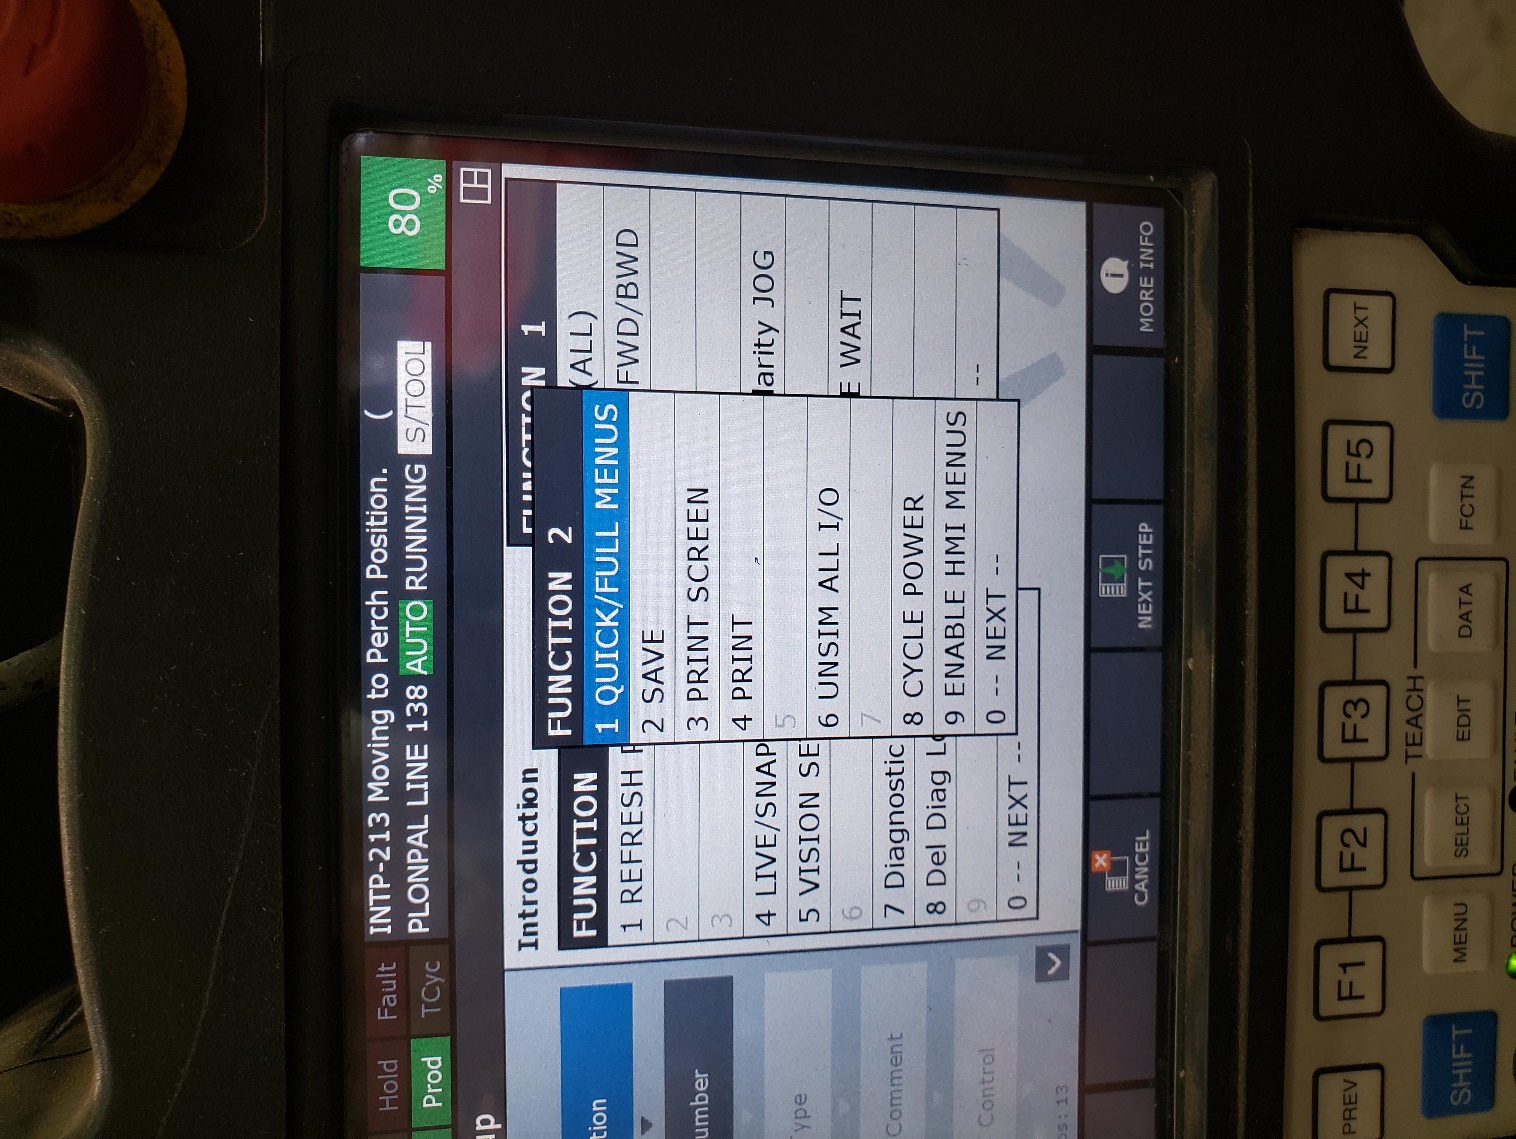 Hold Fault INTP-213 Moving to Perch Position. (
Prod TCyc PLONPAL LINE 138 AUTO RUNNING S/TOOL
80
%
up
Introduction
FUNCTION 1
(ALL)
FWD/BWD
larity JOG
E WAIT
--
FUNCTION 2
1 QUICK/FULL MENUS
2 SAVE
3 PRINT SCREEN
4 PRINT
5
6 UNSIM ALL I/O
7
8 CYCLE POWER
9 ENABLE HMI MENUS
0 -- NEXT --
FUNCTION
1 REFRESH
2
3
4 LIVE/SNAP
5 VISION SE
6
7 Diagnostic
8 Del Diag Lo
9
0 -- NEXT --
tion
umber
ype
Comment
Control
os: 13
CANCEL
NEXT STEP
i
MORE INFO
PREV
F1
F2
F3
F4
F5
NEXT
TEACH
SHIFT
MENU
SELECT
EDIT
DATA
FCTN
SHIFT
POWER